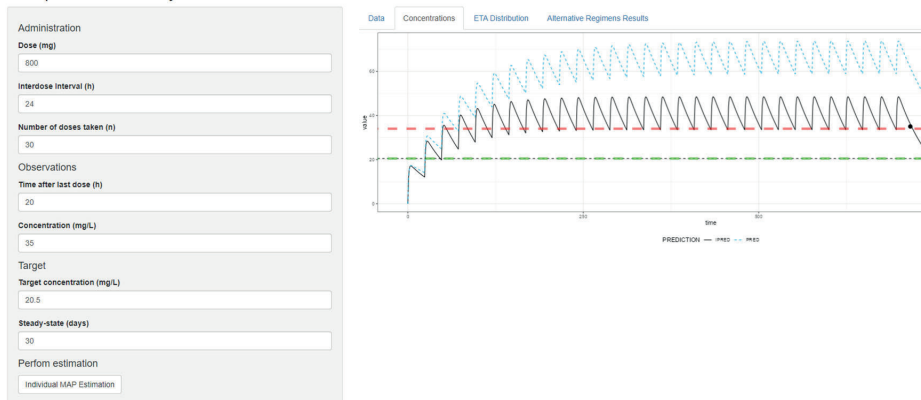 Administration
Dose (mg)
800
Interdose Interval (h)
24
Number of doses taken (n)
30
Observations
Time after last dose (h)
20
Concentration (mg/L)
35
Target
Target concentration (mg/L)
20.5
Steady-state (days)
30
Perfom estimation
Individual MAP Estimation
Data Concentrations ETA Distribution Alternative Regimens Results
60
40
value
20
0
0 250 500
time
PREDICTION IPRED PRED